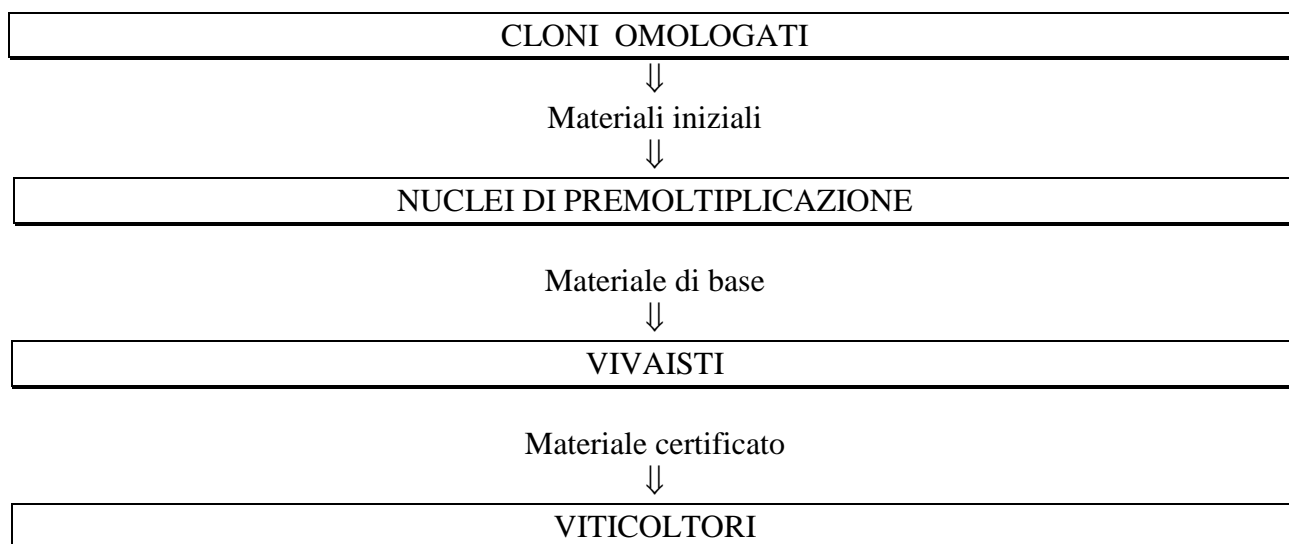 CLONI OMOLOGATI
⇓
Materiali iniziali
⇓
NUCLEI DI PREMOLTIPLICAZIONE
Materiale di base
⇓
VIVAISTI
Materiale certificato
⇓
VITICOLTORI